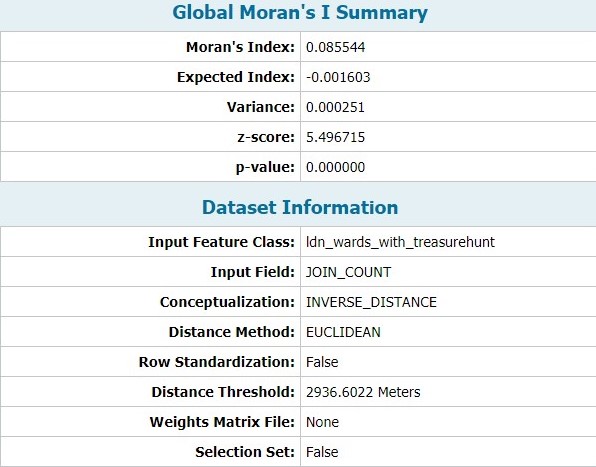 Global Moran's I Summary
Moran's Index: 0.085544
Expected Index: -0.001603
Variance: 0.000251
z-score: 5.496715
p-value: 0.000000
Dataset Information
Input Feature Class: ldn_wards_with_treasurehunt
Input Field: JOIN_COUNT
Conceptualization: INVERSE_DISTANCE
Distance Method: EUCLIDEAN
Row Standardization: False
Distance Threshold: 2936.6022 Meters
Weights Matrix File: None
Selection Set: False